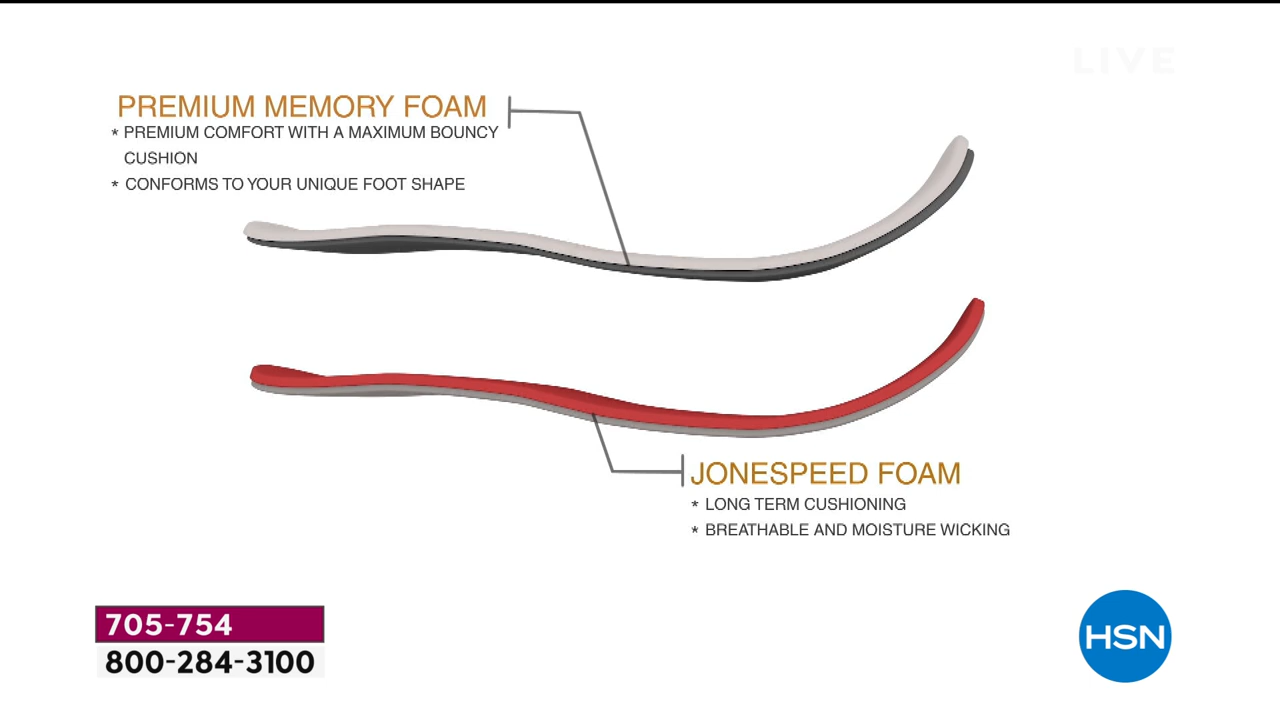 LIVE
PREMIUM MEMORY FOAM
* PREMIUM COMFORT WITH A MAXIMUM BOUNCY
CUSHION
* CONFORMS TO YOUR UNIQUE FOOT SHAPE
JONESPEED FOAM
* LONG TERM CUSHIONING
* BREATHABLE AND MOISTURE WICKING
705-754
800-284-3100
HSN